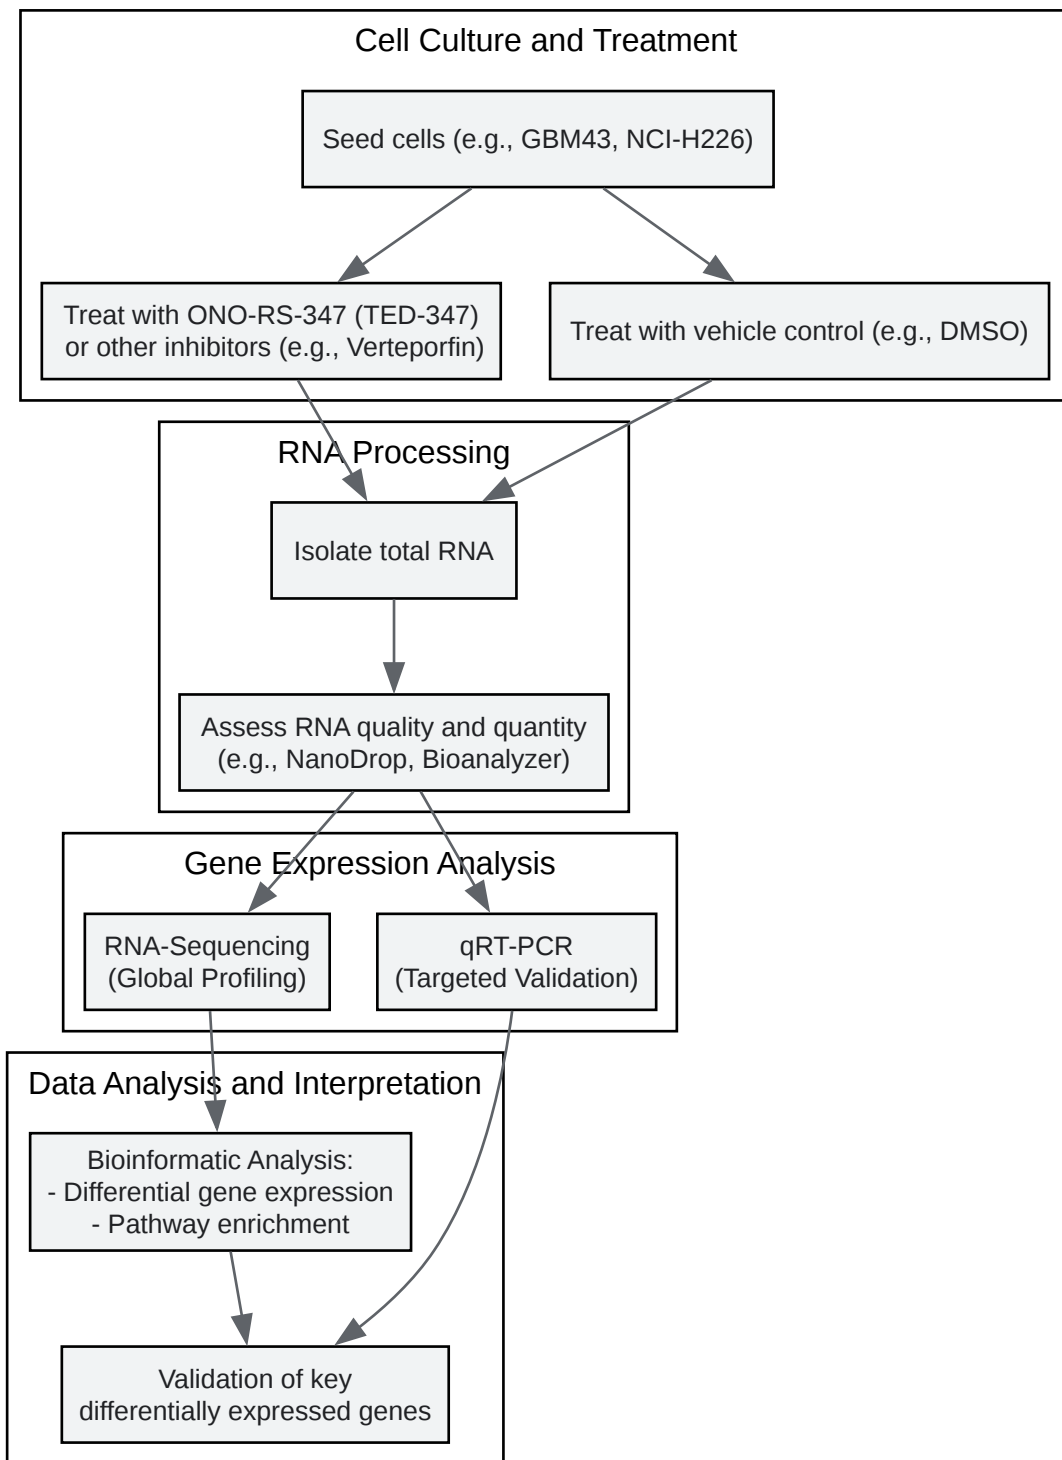 Cell Culture and Treatment
Seed cells (e.g., GBM43, NCI-H226)
Treat with ONO-RS-347 (TED-347)
or other inhibitors (e.g., Verteporfin)
Treat with vehicle control (e.g., DMSO)
RNA Processing
Isolate total RNA
Assess RNA quality and quantity
(e.g., NanoDrop, Bioanalyzer)
Gene Expression Analysis
RNA-Sequencing
(Global Profiling)
qRT-PCR
(Targeted Validation)
Data Analysis and Interpretation
Bioinformatic Analysis:
- Differential gene expression
- Pathway enrichment
Validation of key
differentially expressed genes